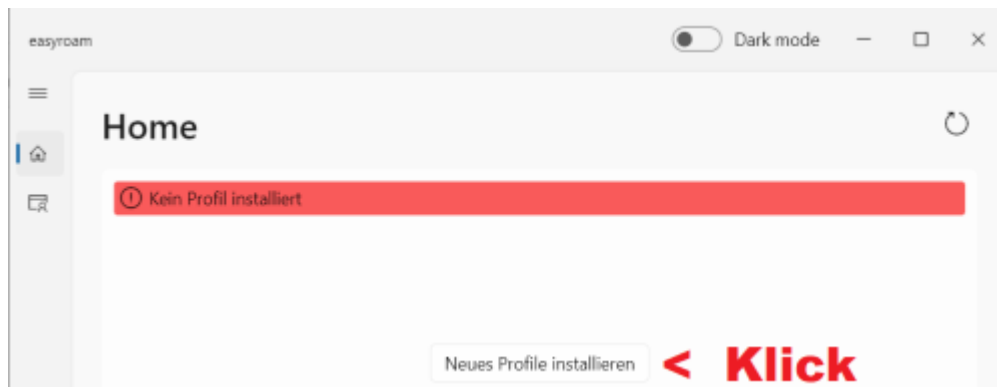 easyroam
Dark mode
Home
Kein Profil installiert
Neues Profile installieren
< Klick